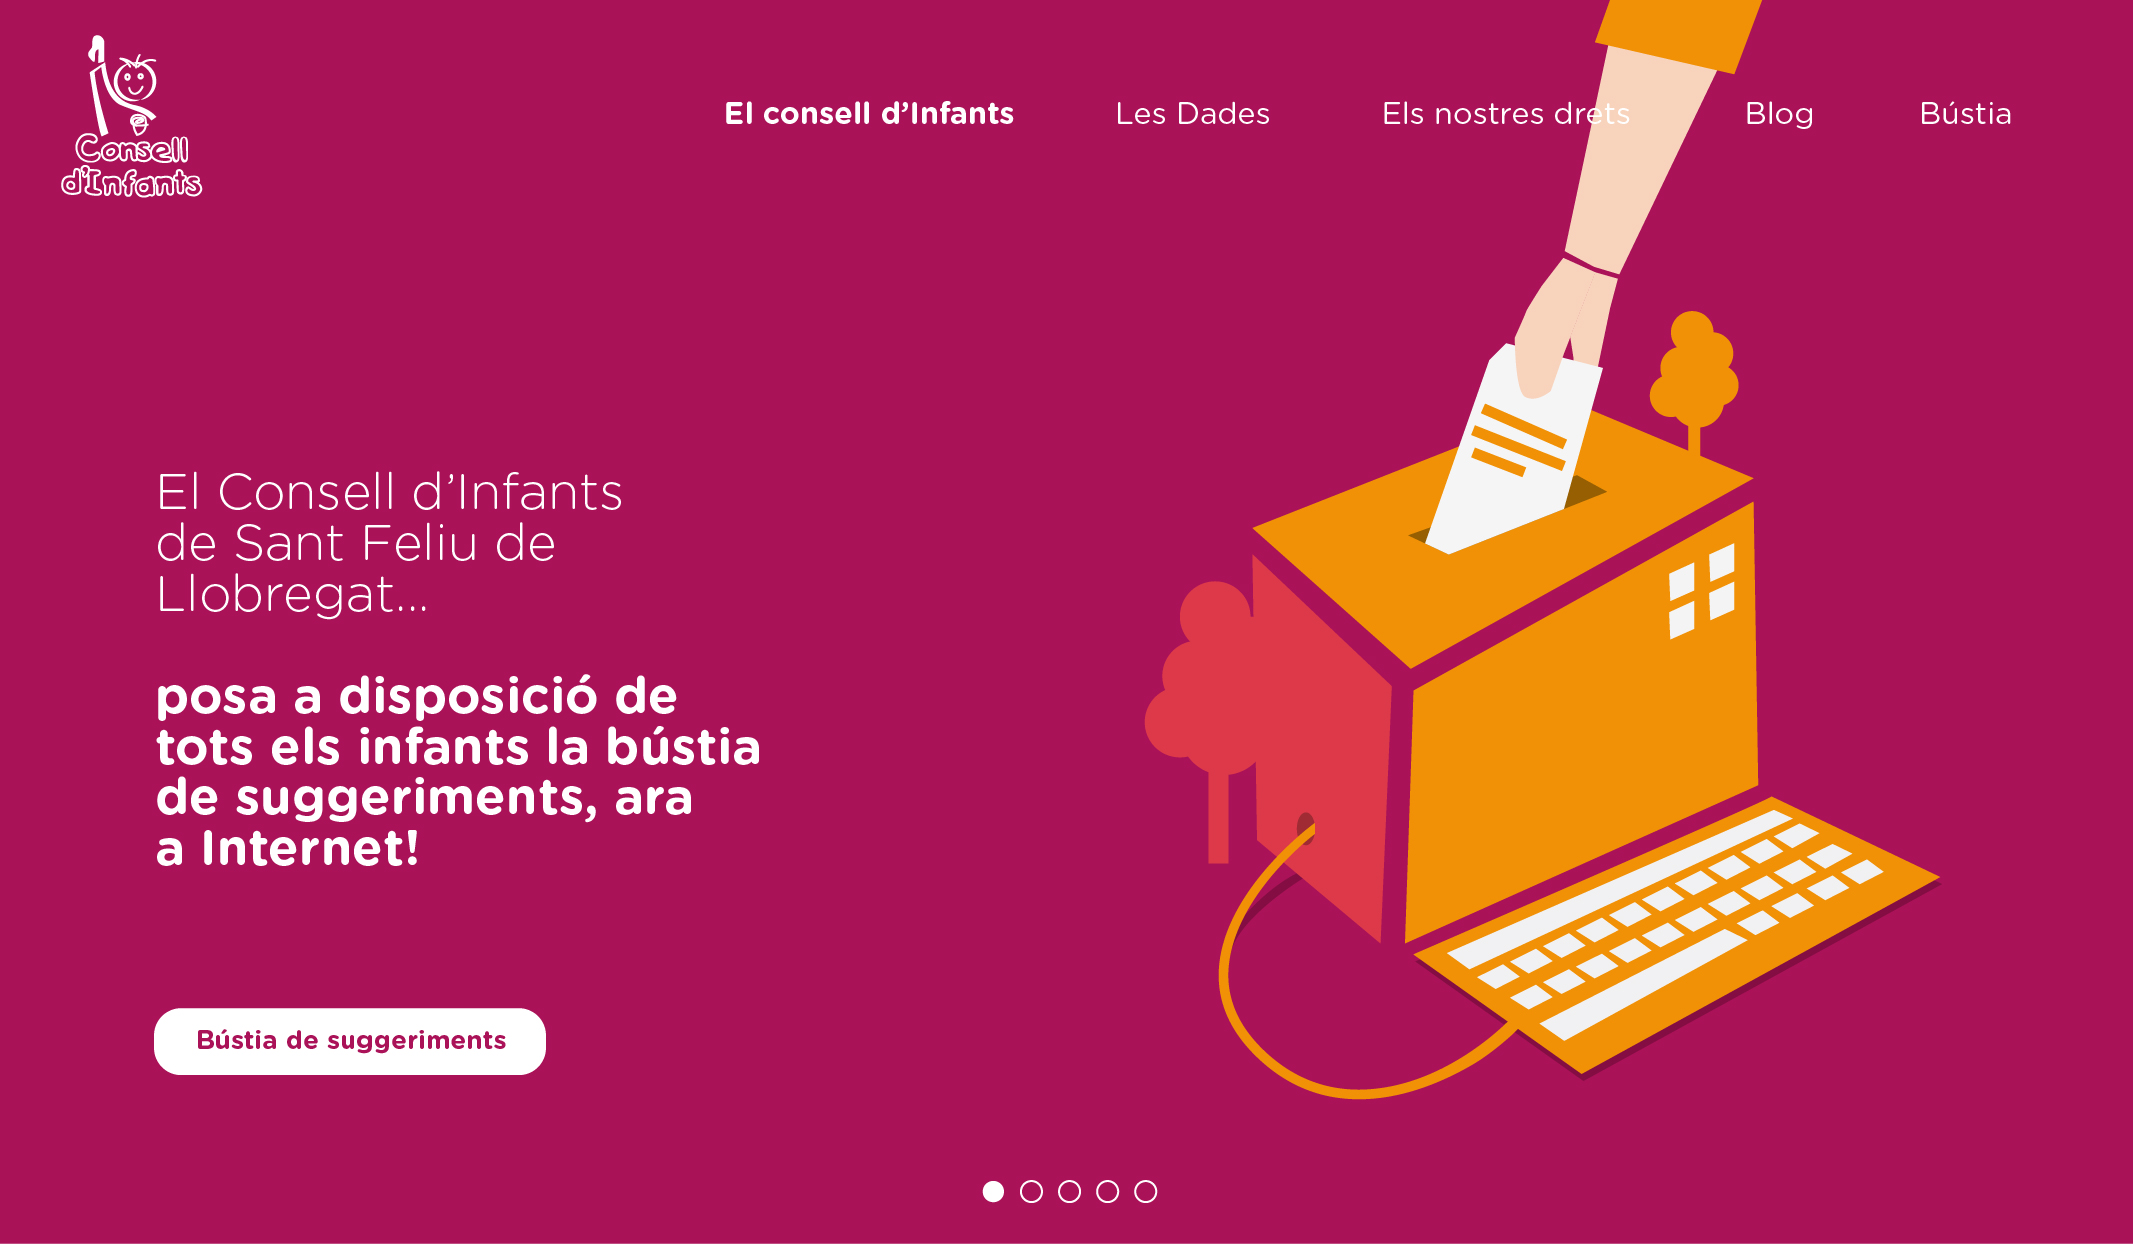 Consell
d'Infants
El consell d’Infants
Les Dades
Els nostres drets
Blog
Bústia
El Consell d’Infants
de Sant Feliu de
Llobregat...
posa a disposició de
tots els infants la bústia
de suggeriments, ara
a Internet!
Bústia de suggeriments